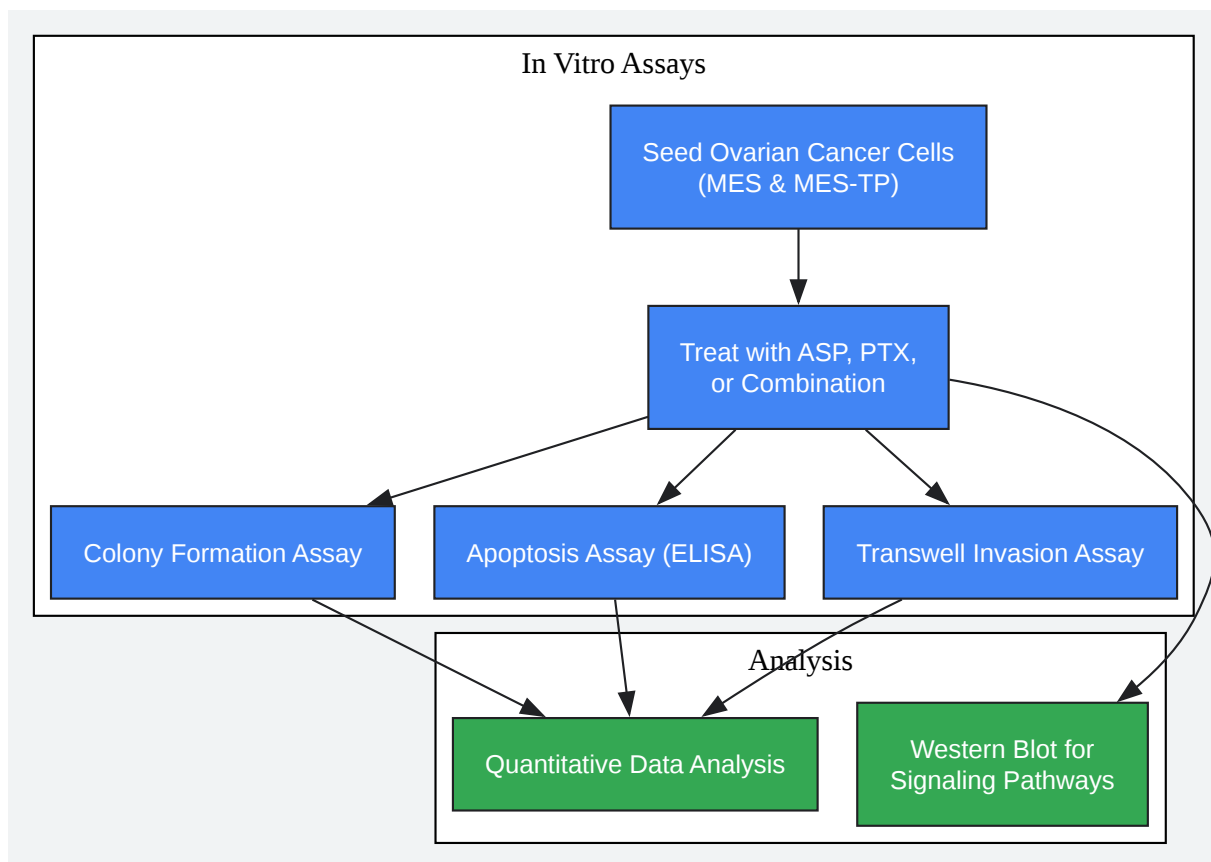 In Vitro Assays
Seed Ovarian Cancer Cells
(MES & MES-TP)
Treat with ASP, PTX,
or Combination
Colony Formation Assay
Apoptosis Assay (ELISA)
Transwell Invasion Assay
Analysis
Quantitative Data Analysis
Western Blot for
Signaling Pathways